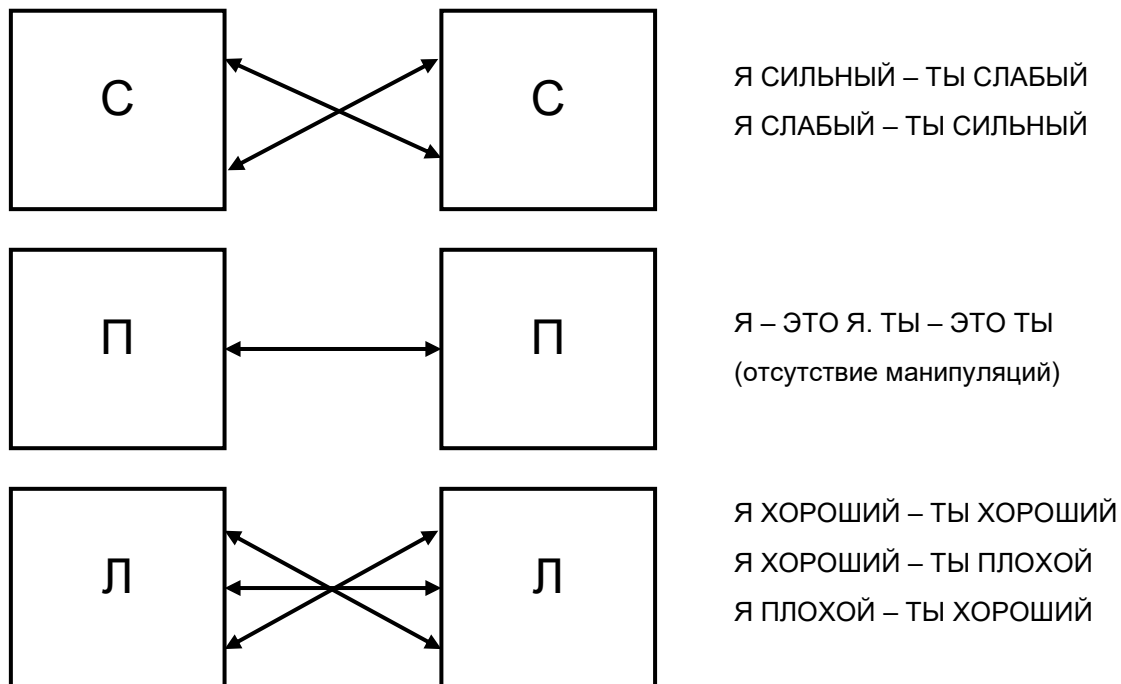 С
С
Я СИЛЬНЫЙ – ТЫ СЛАБЫЙ
Я СЛАБЫЙ – ТЫ СИЛЬНЫЙ
П
П
Я – ЭТО Я. ТЫ – ЭТО ТЫ
(отсутствие манипуляций)
Л
Л
Я ХОРОШИЙ – ТЫ ХОРОШИЙ
Я ХОРОШИЙ – ТЫ ПЛОХОЙ
Я ПЛОХОЙ – ТЫ ХОРОШИЙ